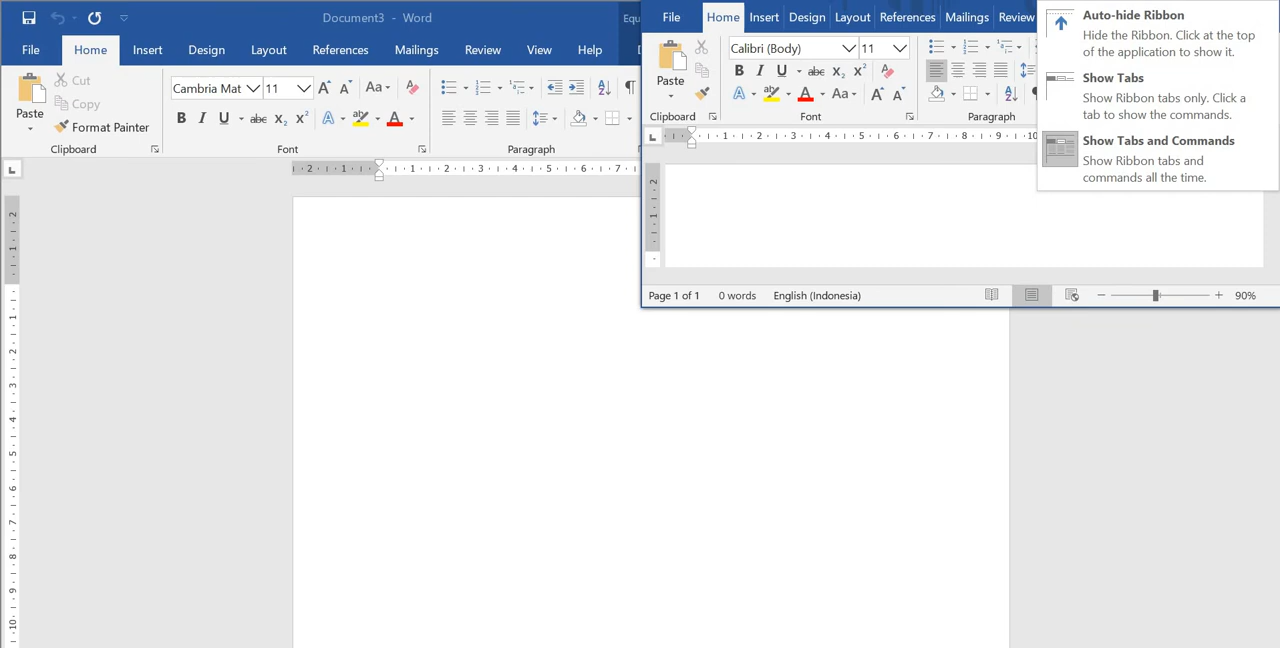 Document3 - Word
Equ
File Home Insert Design Layout References Mailings Review View Help
Cut
Copy
Paste
Format Painter
Cambria Mat 11
Clipboard Font Paragraph
File Home Insert Design Layout References Mailings Review
Calibri (Body) 11
Paste
Clipboard Font Paragraph
Auto-hide Ribbon
Hide the Ribbon. Click at the top
of the application to show it.
Show Tabs
Show Ribbon tabs only. Click a
tab to show the commands.
Show Tabs and Commands
Show Ribbon tabs and
commands all the time.
Page 1 of 1 0 words English (Indonesia) 90%